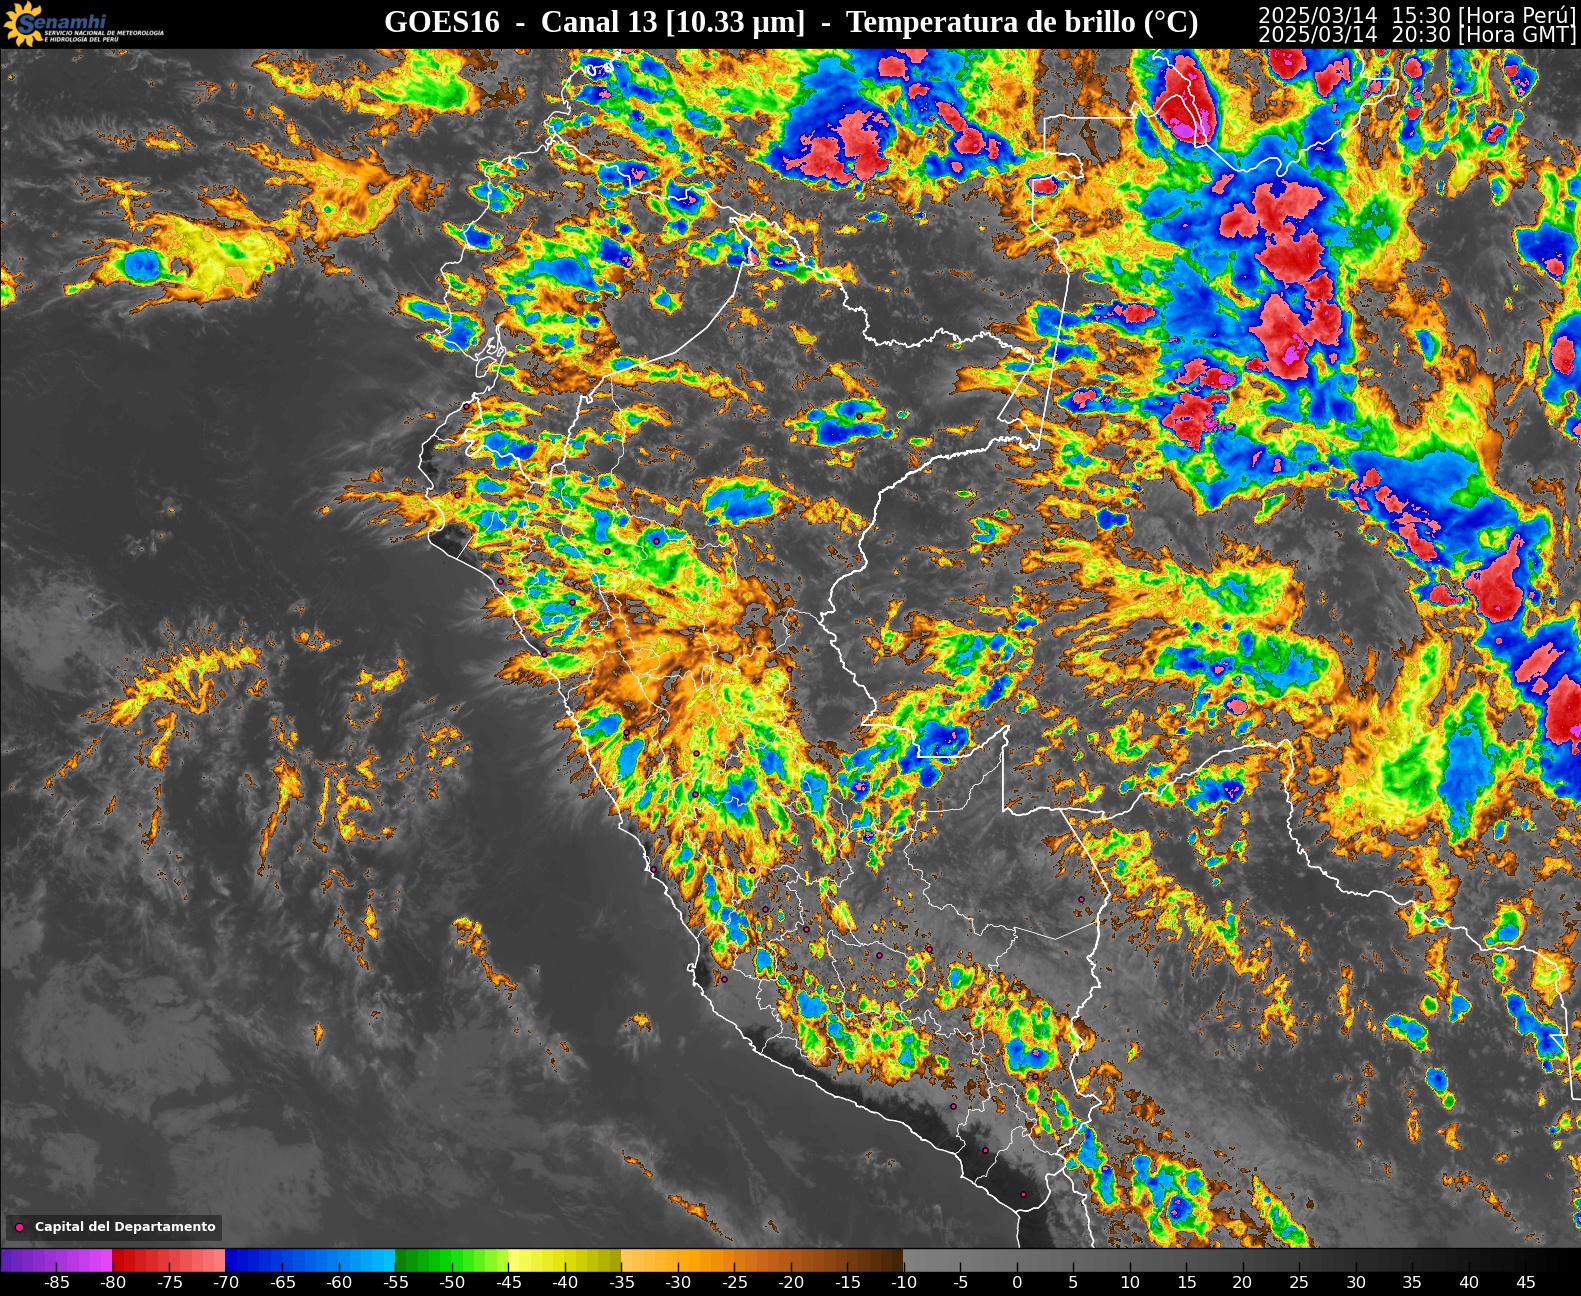 Senamhi
SERVICIO NACIONAL DE METEOROLOGÍA
E HIDROLOGÍA DEL PERÚ
GOES16 - Canal 13 [10.33 µm] - Temperatura de brillo (°C)
2025/03/14 15:30 [Hora Perú]
2025/03/14 20:30 [Hora GMT]
Capital del Departamento
-85 -80 -75 -70 -65 -60 -55 -50 -45 -40 -35 -30 -25 -20 -15 -10 -5 0 5 10 15 20 25 30 35 40 45